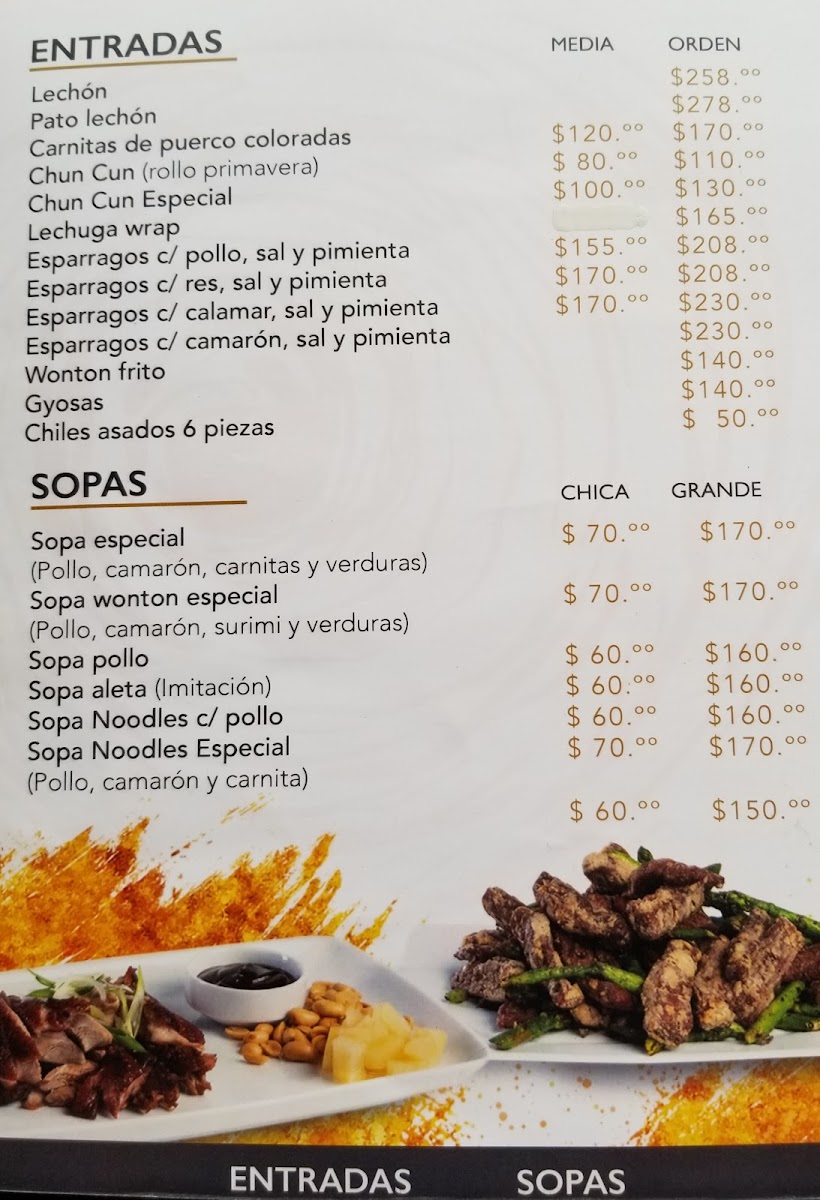 ENTRADAS MEDIA ORDEN
Lechón $258.ºº
Pato lechón $278.ºº
Carnitas de puerco coloradas $120.ºº $170.ºº
Chun Cun (rollo primavera) $ 80.ºº $110.ºº
Chun Cun Especial $100.ºº $130.ºº
Lechuga wrap $165.ºº
Esparragos c/ pollo, sal y pimienta $155.ºº $208.ºº
Esparragos c/ res, sal y pimienta $170.ºº $208.ºº
Esparragos c/ calamar, sal y pimienta $170.ºº $230.ºº
Esparragos c/ camarón, sal y pimienta $230.ºº
Wonton frito $140.ºº
Gyosas $140.ºº
Chiles asados 6 piezas $ 50.ºº
SOPAS CHICA GRANDE
Sopa especial $ 70.ºº $170.ºº
(Pollo, camarón, carnitas y verduras)
Sopa wonton especial $ 70.ºº $170.ºº
(Pollo, camarón, surimi y verduras)
Sopa pollo $ 60.ºº $160.ºº
Sopa aleta (Imitación) $ 60.ºº $160.ºº
Sopa Noodles c/ pollo $ 60.ºº $160.ºº
Sopa Noodles Especial $ 70.ºº $170.ºº
(Pollo, camarón y carnita)
$ 60.ºº $150.ºº
ENTRADAS SOPAS